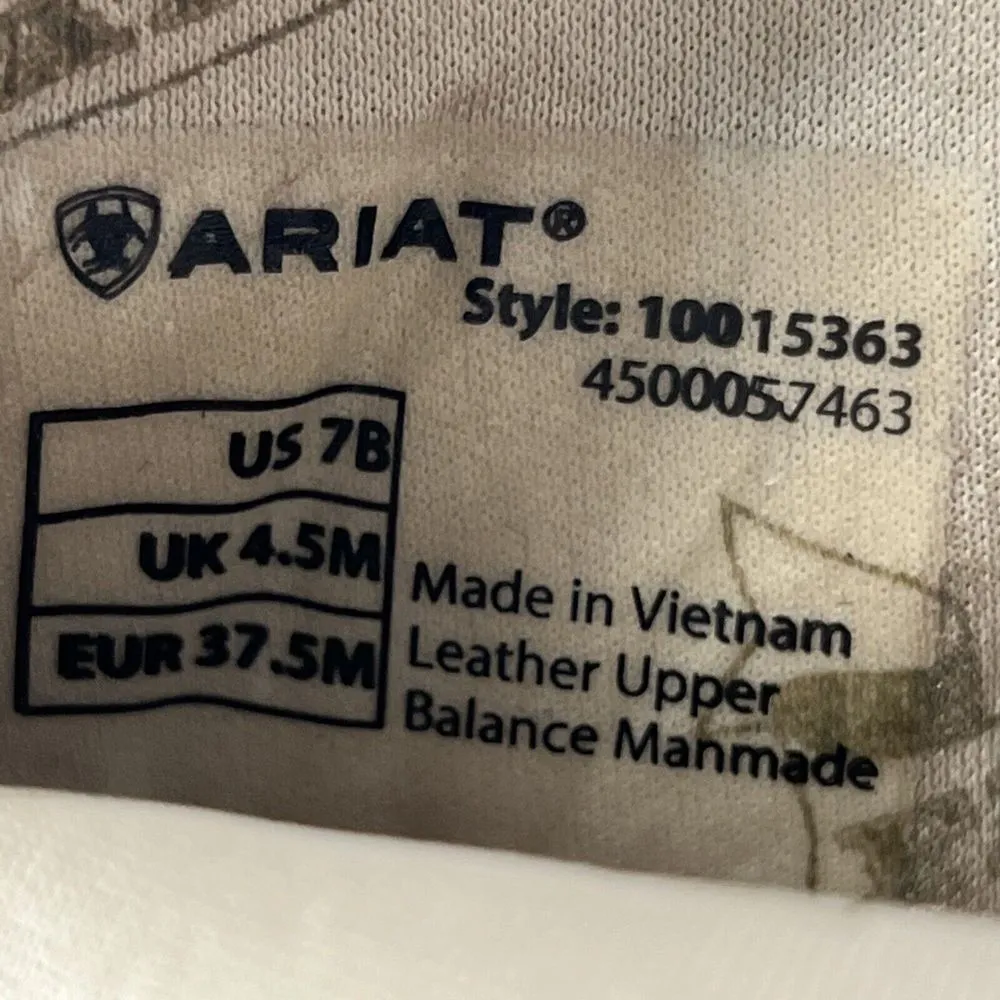 ARIAT®
Style: 10015363
4500057463
US 7B
UK 4.5M
EUR 37.5M
Made in Vietnam
Leather Upper
Balance Manmade